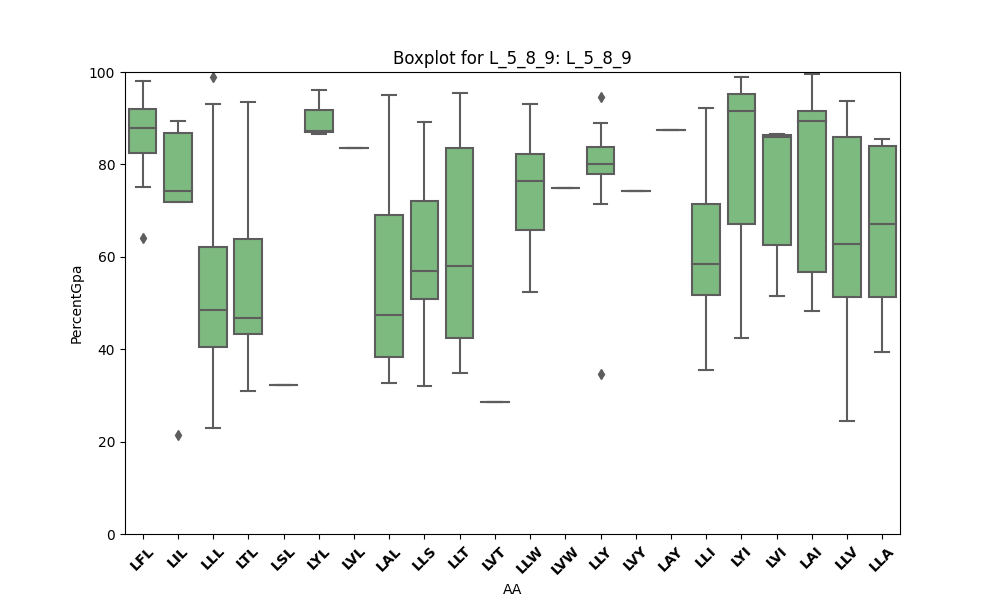 Boxplot for L_5_8_9: L_5_8_9
PercentGpa
100
80
60
40
20
0
LFL LIL LLL LTL LSL LYL LVL LAL LLS LLT LVT LLW LVW LLY LVY LAY LLI LYI LVI LAI LLV LLA
AA